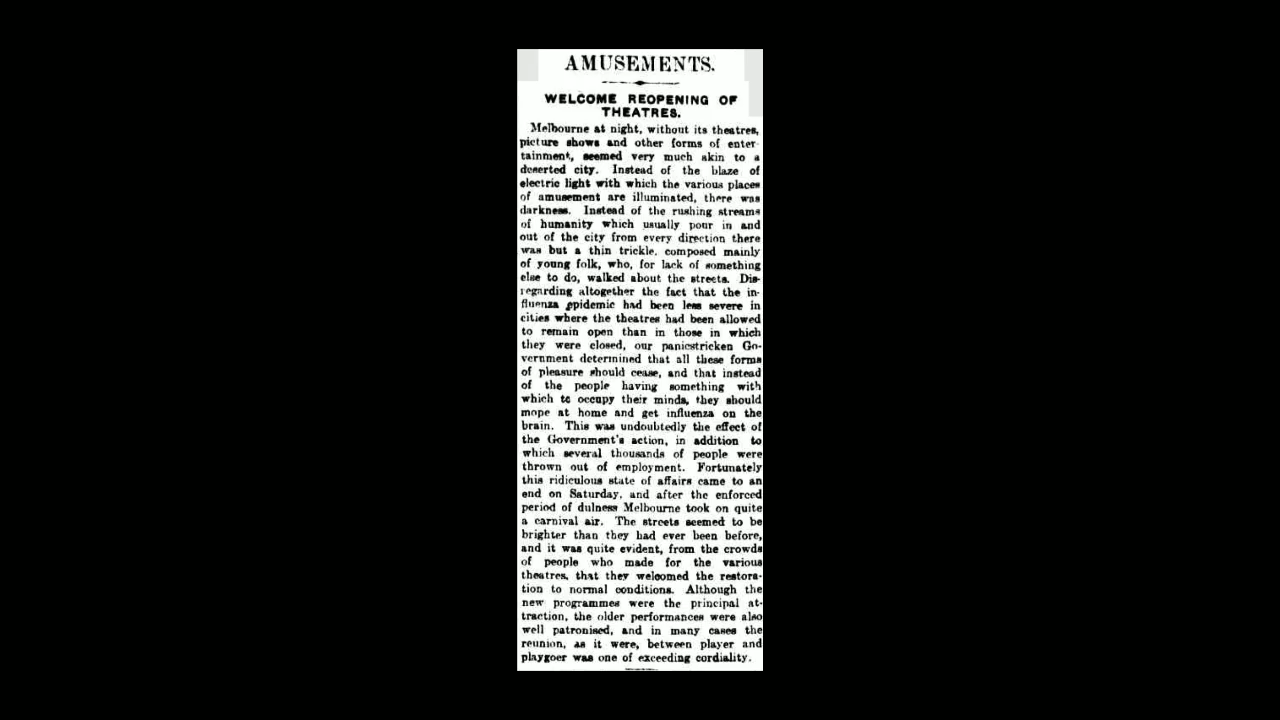 AMUSEMENTS.
WELCOME REOPENING OF
THEATRES.
Melbourne at night, without its theatres,
picture shows and other forms of enter-
tainment, seemed very much akin to a
deserted city. Instead of the blaze of
electric light with which the various places
of amusement are illuminated, there was
darkness. Instead of the rushing streams
of humanity which usually pour in and
out of the city from every direction there
was but a thin trickle, composed mainly
of young folk, who, for lack of something
else to do, walked about the streets. Dis-
regarding altogether the fact that the in-
fluenza epidemic had been less severe in
cities where the theatres had been allowed
to remain open than in those in which
they were closed, our panicstricken Go-
vernment determined that all these forms
of pleasure should cease, and that instead
of the people having something with
which to occupy their minds, they should
mope at home and get influenza on the
brain. This was undoubtedly the effect of
the Government's action, in addition to
which several thousands of people were
thrown out of employment. Fortunately
this ridiculous state of affairs came to an
end on Saturday, and after the enforced
period of dulness Melbourne took on quite
a carnival air. The streets seemed to be
brighter than they had ever been before,
and it was quite evident, from the crowds
of people who made for the various
theatres, that they welcomed the restora-
tion to normal conditions. Although the
new programmes were the principal at-
traction, the older performances were also
well patronised, and in many cases the
reunion, as it were, between player and
playgoer was one of exceeding cordiality.